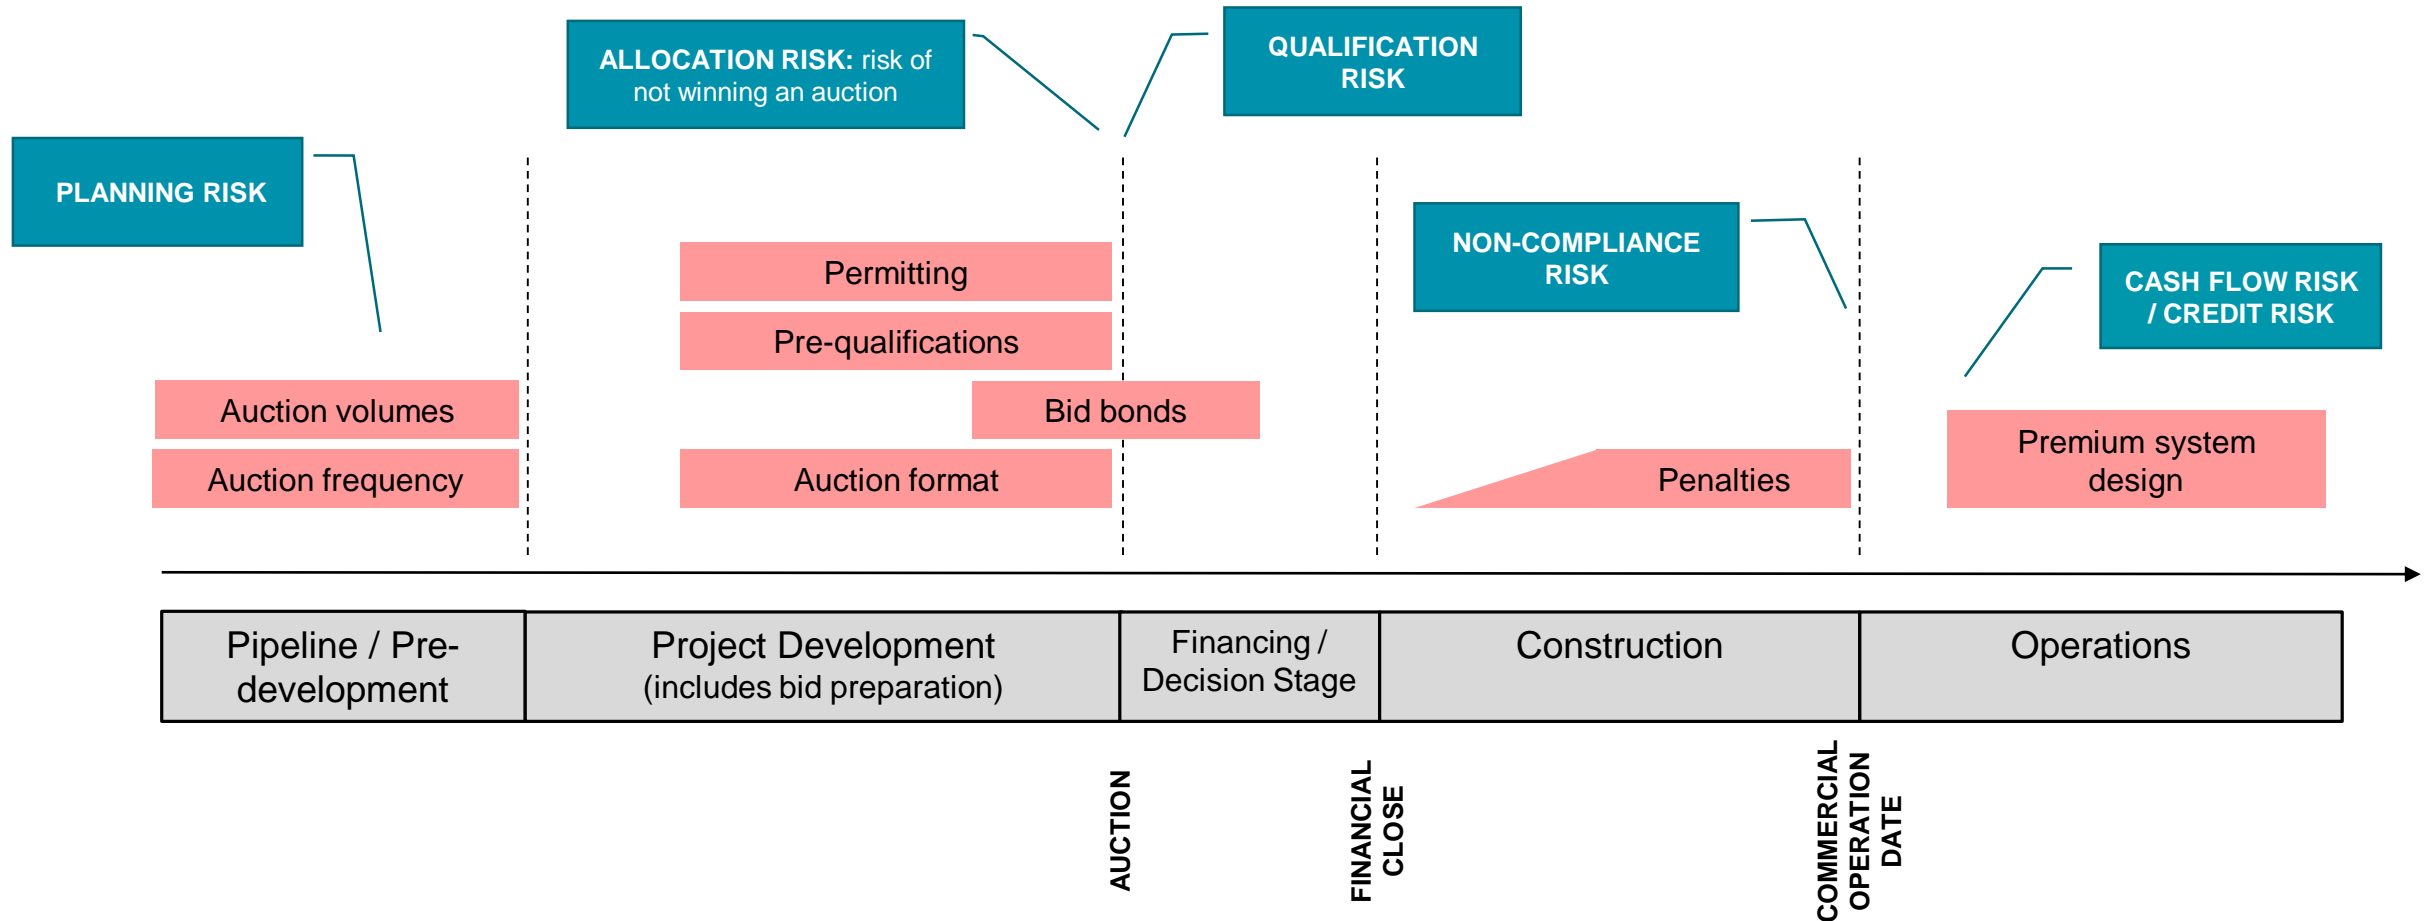 ALLOCATION RISK: risk of
not winning an auction
QUALIFICATION
RISK
PLANNING RISK
NON-COMPLIANCE
RISK
CASH FLOW RISK
/ CREDIT RISK
Permitting
Pre-qualifications
Auction volumes
Bid bonds
Auction frequency
Auction format
Penalties
Premium system
design
Pipeline / Pre-
development
Project Development
(includes bid preparation)
Financing /
Decision Stage
Construction
Operations
AUCTION
FINANCIAL
CLOSE
COMMERCIAL
OPERATION
DATE